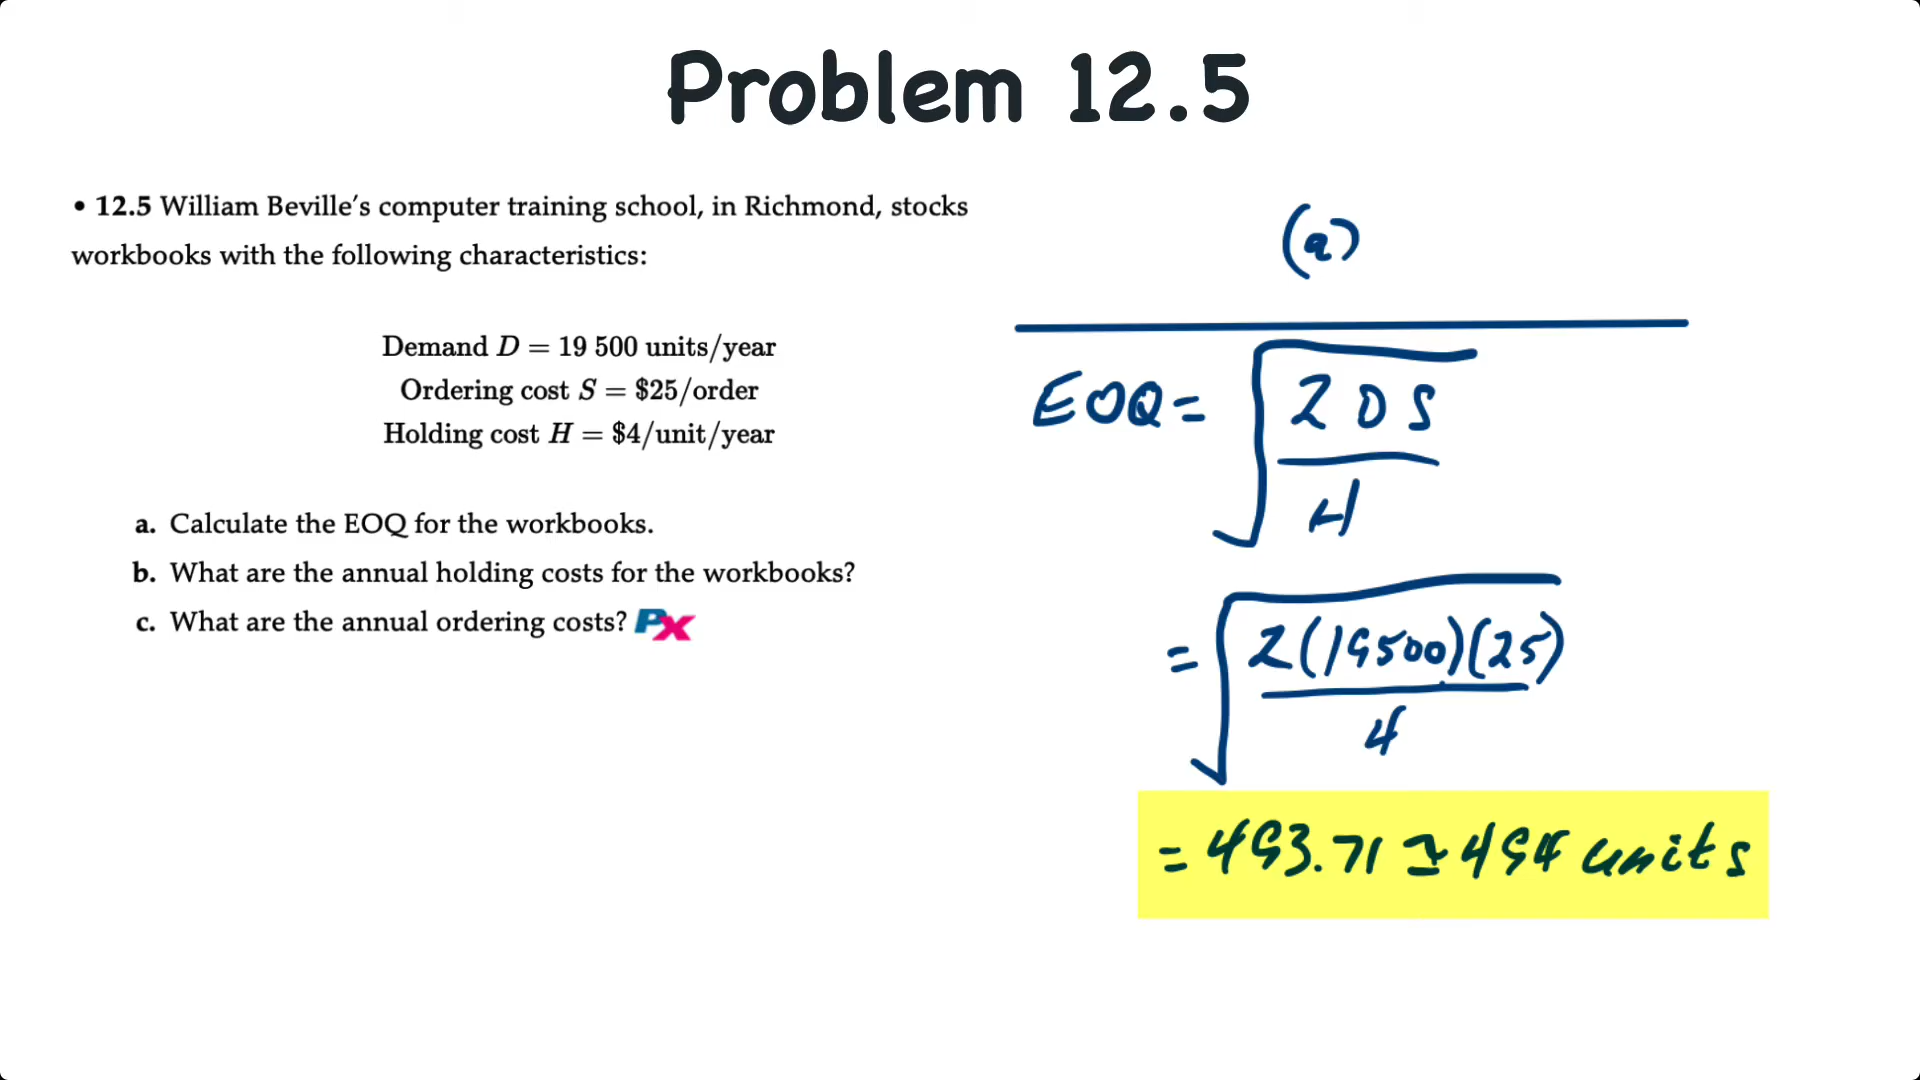 Problem 12.5
• 12.5 William Beville's computer training school, in Richmond, stocks
workbooks with the following characteristics:
Demand D = 19 500 units/year
Ordering cost S = $25/order
Holding cost H = $4/unit/year
a. Calculate the EOQ for the workbooks.
b. What are the annual holding costs for the workbooks?
c. What are the annual ordering costs? PX
(a)
EOQ = √(2DS / H)
= √(2(19500)(25) / 4)
= 493.71 ≃ 494 units